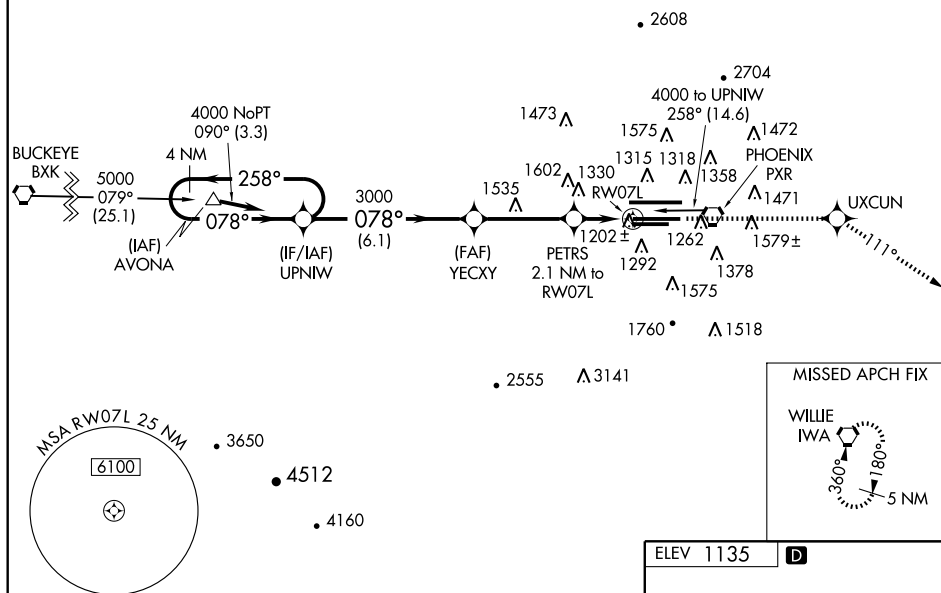 2608
2704
4000 to UPNIW
258° (14.6)
4000 NoPT
090° (3.3)
1473
1575
1472
BUCKEYE
BXK
4 NM
PHOENIX
PXR
5000
079°
(25.1)
258°
1602
1330
1315
1318
1358
1535
RW07L
1471
078°
3000
078°
(6.1)
UXCUN
(IAF)
AVONA
(IF/IAF)
UPNIW
(FAF)
YECXY
PETRS
2.1 NM to
RW07L
1202±
1262
1579±
111°
1292
1378
1575
1760
1518
2555
3141
MISSED APCH FIX
WILLIE
IWA
360°
180°
5 NM
MSA RW07L 25 NM
6100
3650
4512
4160
ELEV 1135
D